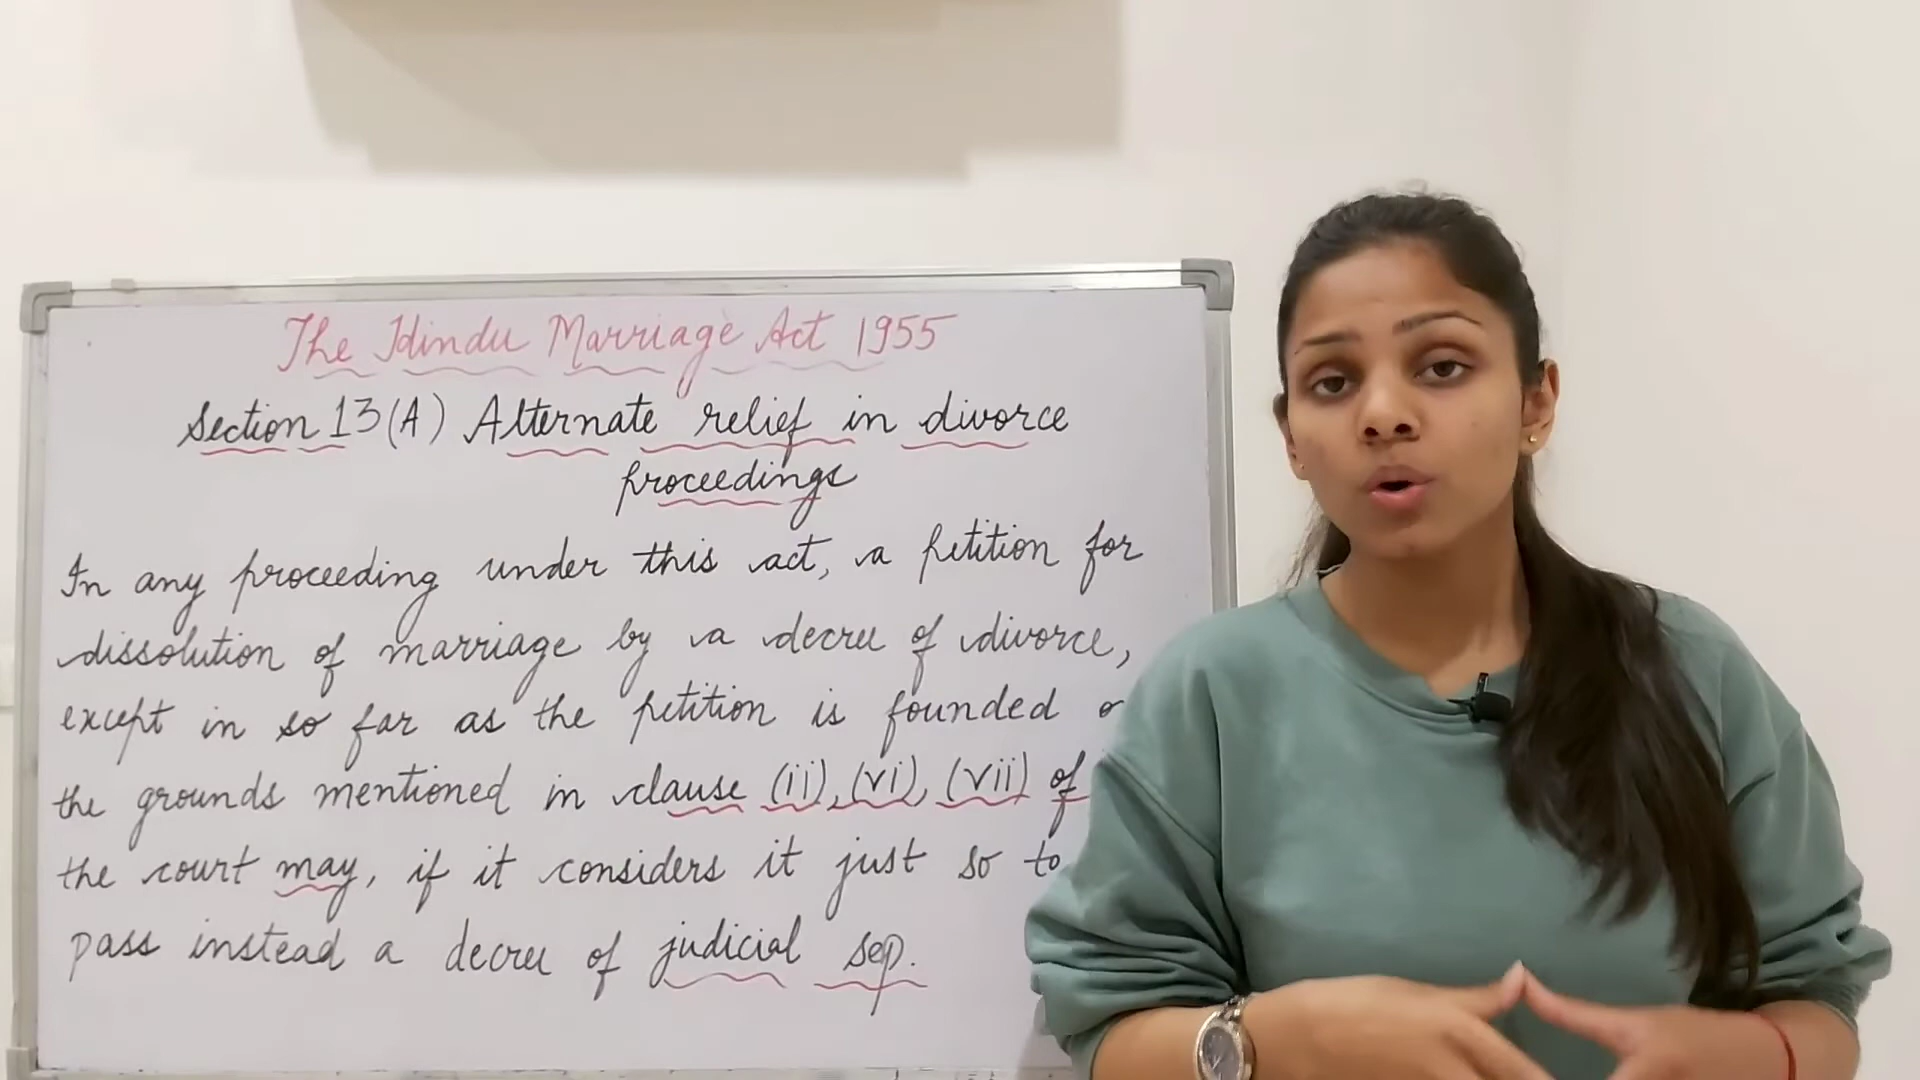 The Hindu Marriage Act 1955
Section 13(A) Alternate relief in divorce
proceedings
In any proceeding under this act, a petition for
dissolution of marriage by a decree of divorce,
except in so far as the petition is founded
the grounds mentioned in clause (ii), (vi), (vii) of
the court may, if it considers it just so to
pass instead a decree of judicial sep.